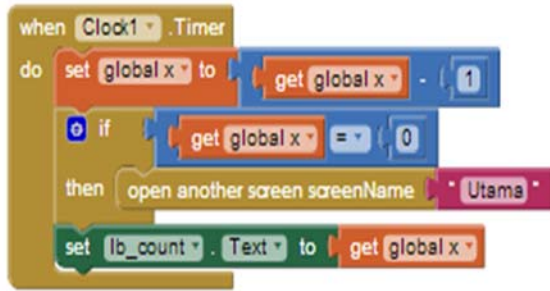 when Clock1 .Timer
do set global x to get global x - 1
if get global x = 0
then open another screen screenName " Utama "
set lb_count . Text to get global x